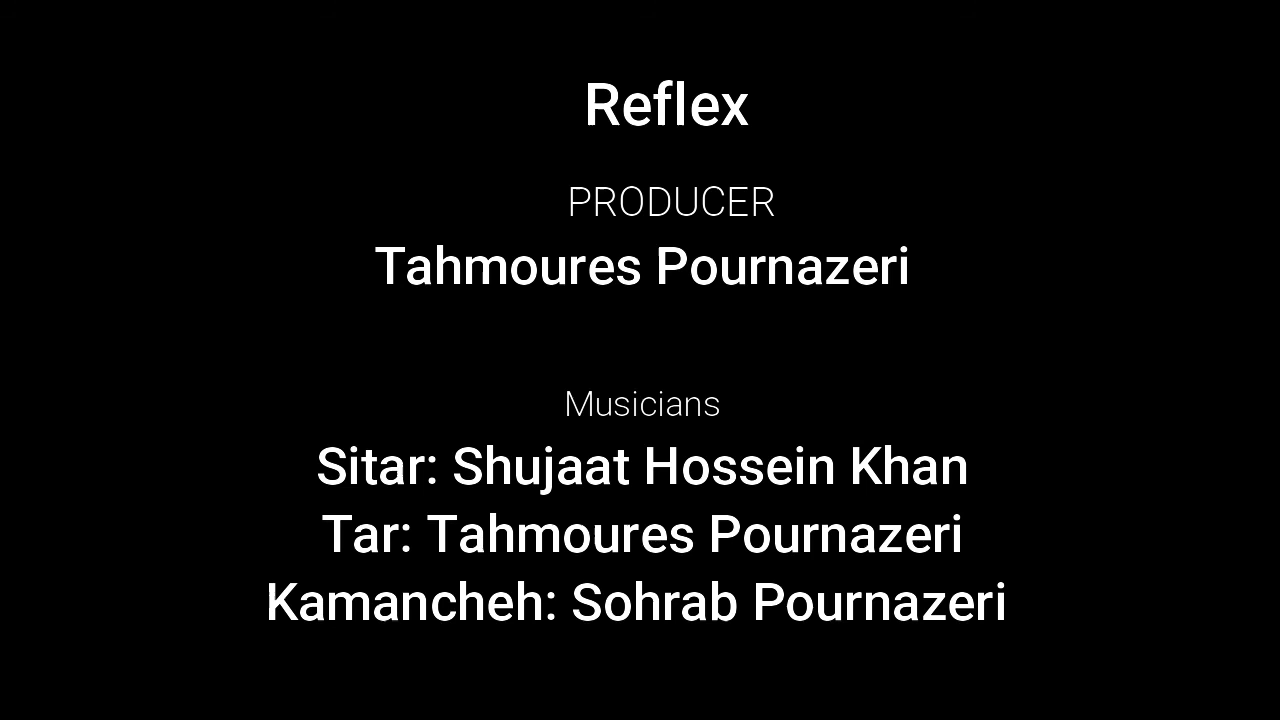 Reflex
PRODUCER
Tahmoures Pournazeri
Musicians
Sitar: Shujaat Hossein Khan
Tar: Tahmoures Pournazeri
Kamancheh: Sohrab Pournazeri